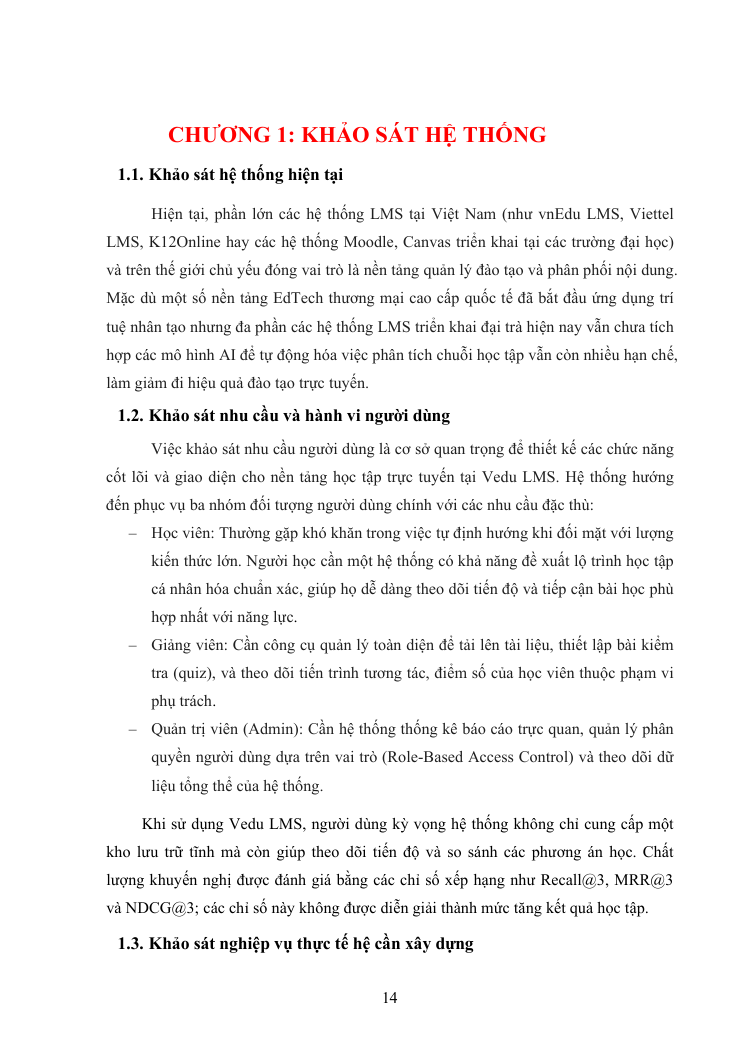 CHƯƠNG 1: KHẢO SÁT HỆ THỐNG
1.1. Khảo sát hệ thống hiện tại
Hiện tại, phần lớn các hệ thống LMS tại Việt Nam (như vnEdu LMS, Viettel
LMS, K12Online hay các hệ thống Moodle, Canvas triển khai tại các trường đại học)
và trên thế giới chủ yếu đóng vai trò là nền tảng quản lý đào tạo và phân phối nội dung.
Mặc dù một số nền tảng EdTech thương mại cao cấp quốc tế đã bắt đầu ứng dụng trí
tuệ nhân tạo nhưng đa phần các hệ thống LMS triển khai đại trà hiện nay vẫn chưa tích
hợp các mô hình AI để tự động hóa việc phân tích chuỗi học tập vẫn còn nhiều hạn chế,
làm giảm đi hiệu quả đào tạo trực tuyến.
1.2. Khảo sát nhu cầu và hành vi người dùng
Việc khảo sát nhu cầu người dùng là cơ sở quan trọng để thiết kế các chức năng
cốt lõi và giao diện cho nền tảng học tập trực tuyến tại Vedu LMS. Hệ thống hướng
đến phục vụ ba nhóm đối tượng người dùng chính với các nhu cầu đặc thù:
– Học viên: Thường gặp khó khăn trong việc tự định hướng khi đối mặt với lượng
kiến thức lớn. Người học cần một hệ thống có khả năng đề xuất lộ trình học tập
cá nhân hóa chuẩn xác, giúp họ dễ dàng theo dõi tiến độ và tiếp cận bài học phù
hợp nhất với năng lực.
– Giảng viên: Cần công cụ quản lý toàn diện để tải lên tài liệu, thiết lập bài kiểm
tra (quiz), và theo dõi tiến trình tương tác, điểm số của học viên thuộc phạm vi
phụ trách.
– Quản trị viên (Admin): Cần hệ thống thống kê báo cáo trực quan, quản lý phân
quyền người dùng dựa trên vai trò (Role-Based Access Control) và theo dõi dữ
liệu tổng thể của hệ thống.
Khi sử dụng Vedu LMS, người dùng kỳ vọng hệ thống không chỉ cung cấp một
kho lưu trữ tĩnh mà còn giúp theo dõi tiến độ và so sánh các phương án học. Chất
lượng khuyến nghị được đánh giá bằng các chỉ số xếp hạng như Recall@3, MRR@3
và NDCG@3; các chỉ số này không được diễn giải thành mức tăng kết quả học tập.
1.3. Khảo sát nghiệp vụ thực tế hệ cần xây dựng
14